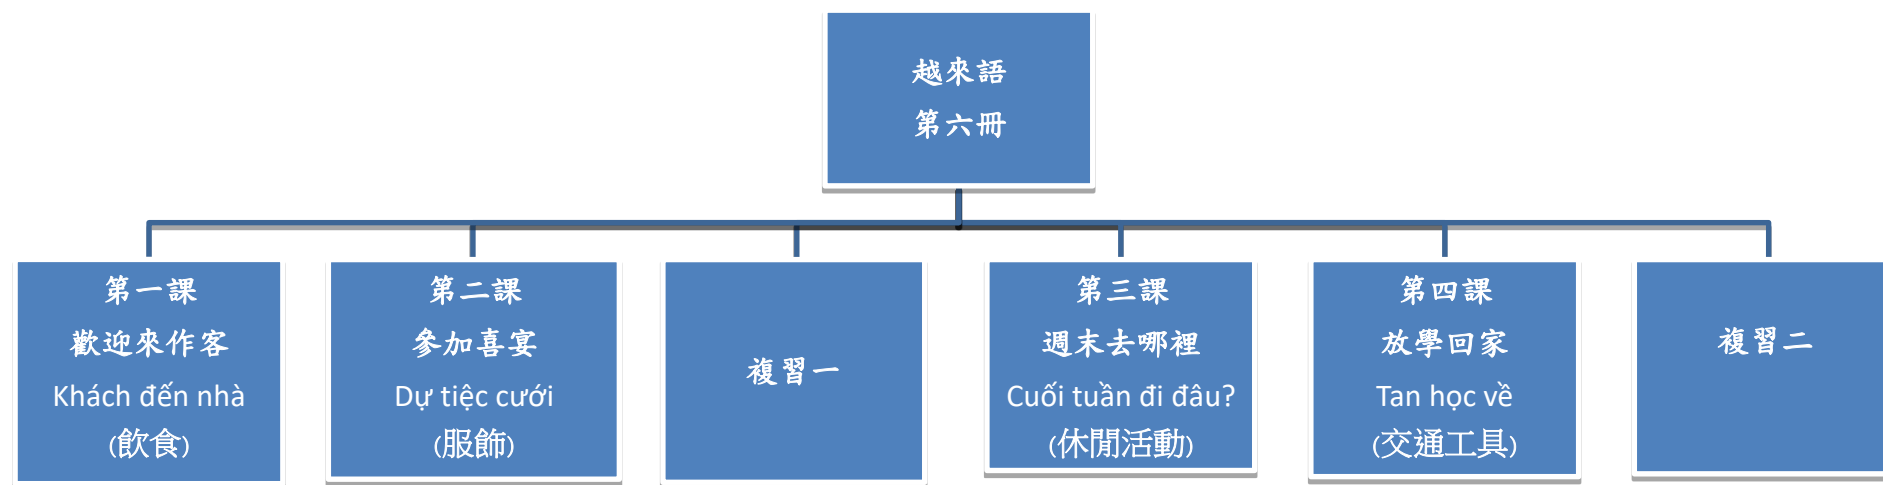 越來語
第六冊
第一課
歡迎來作客
Khách đến nhà
(飲食)
第二課
參加喜宴
Dự tiệc cưới
(服飾)
複習一
第三課
週末去哪裡
Cuối tuần đi đâu?
(休閒活動)
第四課
放學回家
Tan học về
(交通工具)
複習二